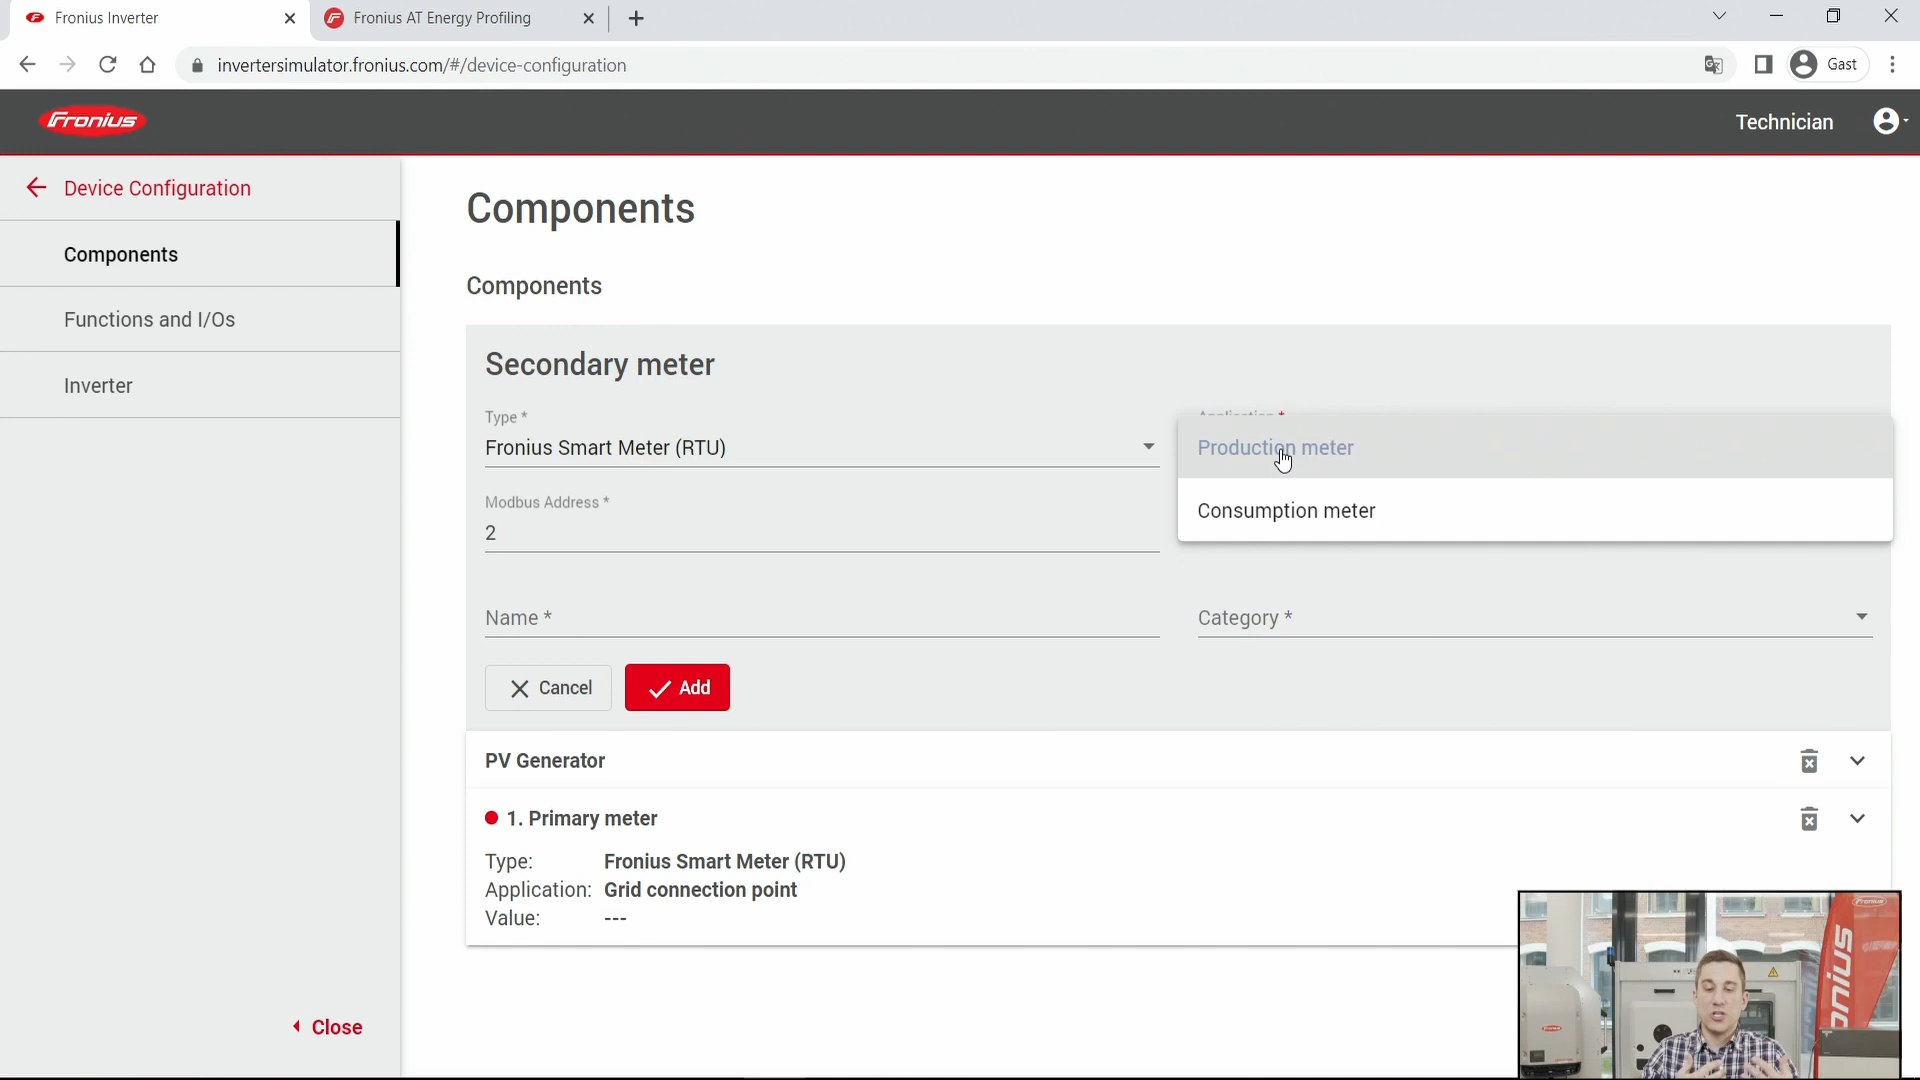 Fronius Inverter
Fronius AT Energy Profiling
invertersimulator.fronius.com/#/device-configuration
Gast
Fronius
Technician
Device Configuration
Components
Functions and I/Os
Inverter
Close
Components
Components
Secondary meter
Type *
Fronius Smart Meter (RTU)
Application *
Production meter
Consumption meter
Modbus Address *
2
Name *
Category *
Cancel
Add
PV Generator
1. Primary meter
Type: Fronius Smart Meter (RTU)
Application: Grid connection point
Value: ---
Fronius